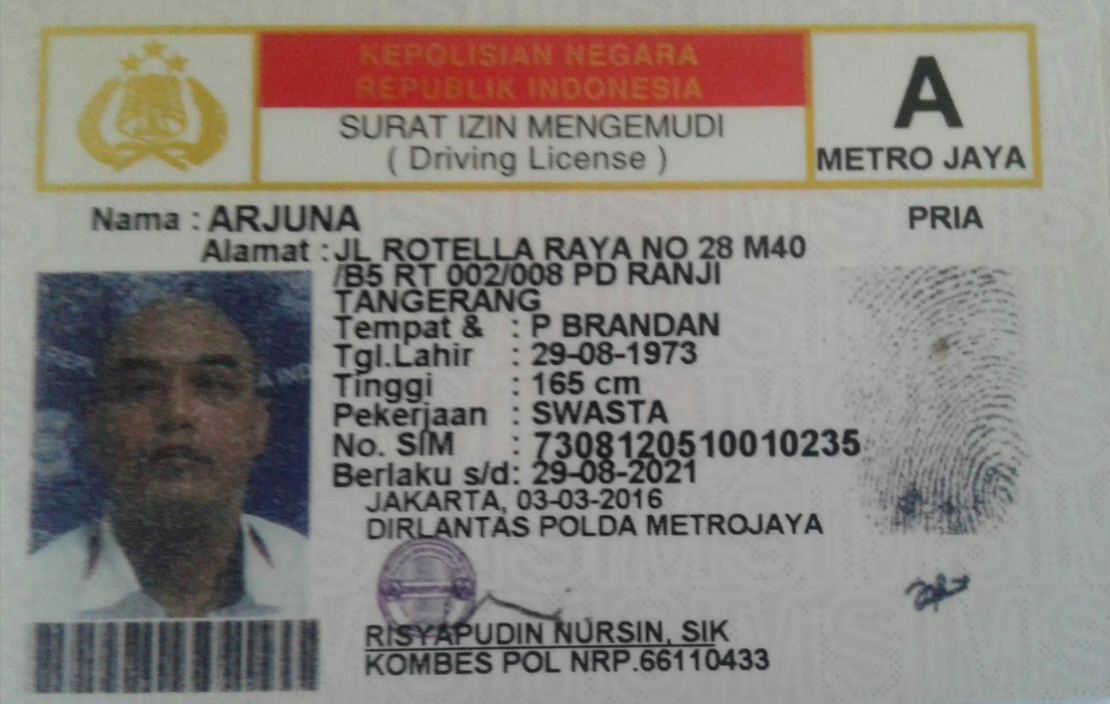 KEPOLISIAN NEGARA
REPUBLIK INDONESIA
SURAT IZIN MENGEMUDI
( Driving License )
A
METRO JAYA
Nama : ARJUNA
PRIA
Alamat : JL ROTELLA RAYA NO 28 M40
/B5 RT 002/008 PD RANJI
TANGERANG
Tempat & : P BRANDAN
Tgl.Lahir : 29-08-1973
Tinggi : 165 cm
Pekerjaan : SWASTA
No. SIM : 730812051001​0235
Berlaku s/d: 29-08-2021
JAKARTA, 03-03-2016
DIRLANTAS POLDA METROJAYA
RISYAPUDIN NURSIN, SIK
KOMBES POL NRP.66110433